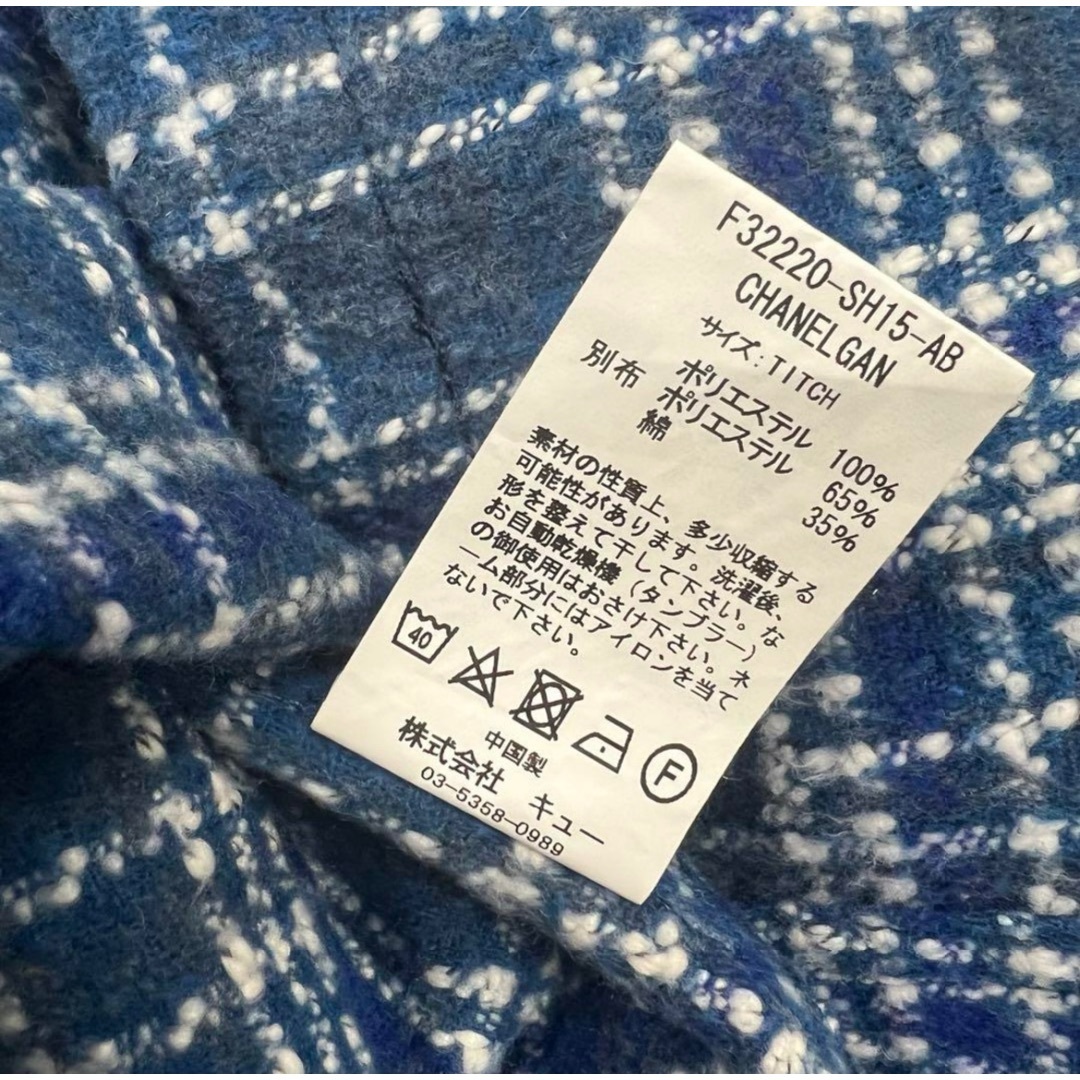 F32220-SH15-AB
CHANELGAN
サイズ:TITCH
ポリエステル 100%
別布 ポリエステル 65%
綿 35%
素材の性質上、多少収縮する
可能性があります。洗濯後、
形を整えて干して下さい。な
お自動乾燥機(タンブラー)
の御使用はおさけ下さい。ネ
ーム部分にはアイロンを当て
ないで下さい。
40
F
中国製
株式会社 キュー
03-5358-0989